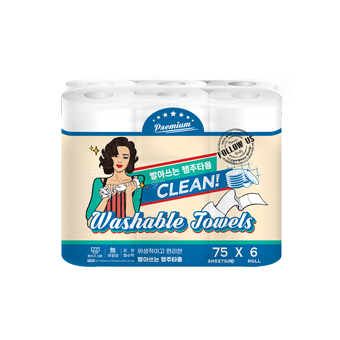 Praemium
FOLLOW US
빨아쓰는 행주타올
CLEAN!
Washable Towels
위생적이고 편리한
빨아쓰는 행주타올
75 X 6
SHEETS
ROLL